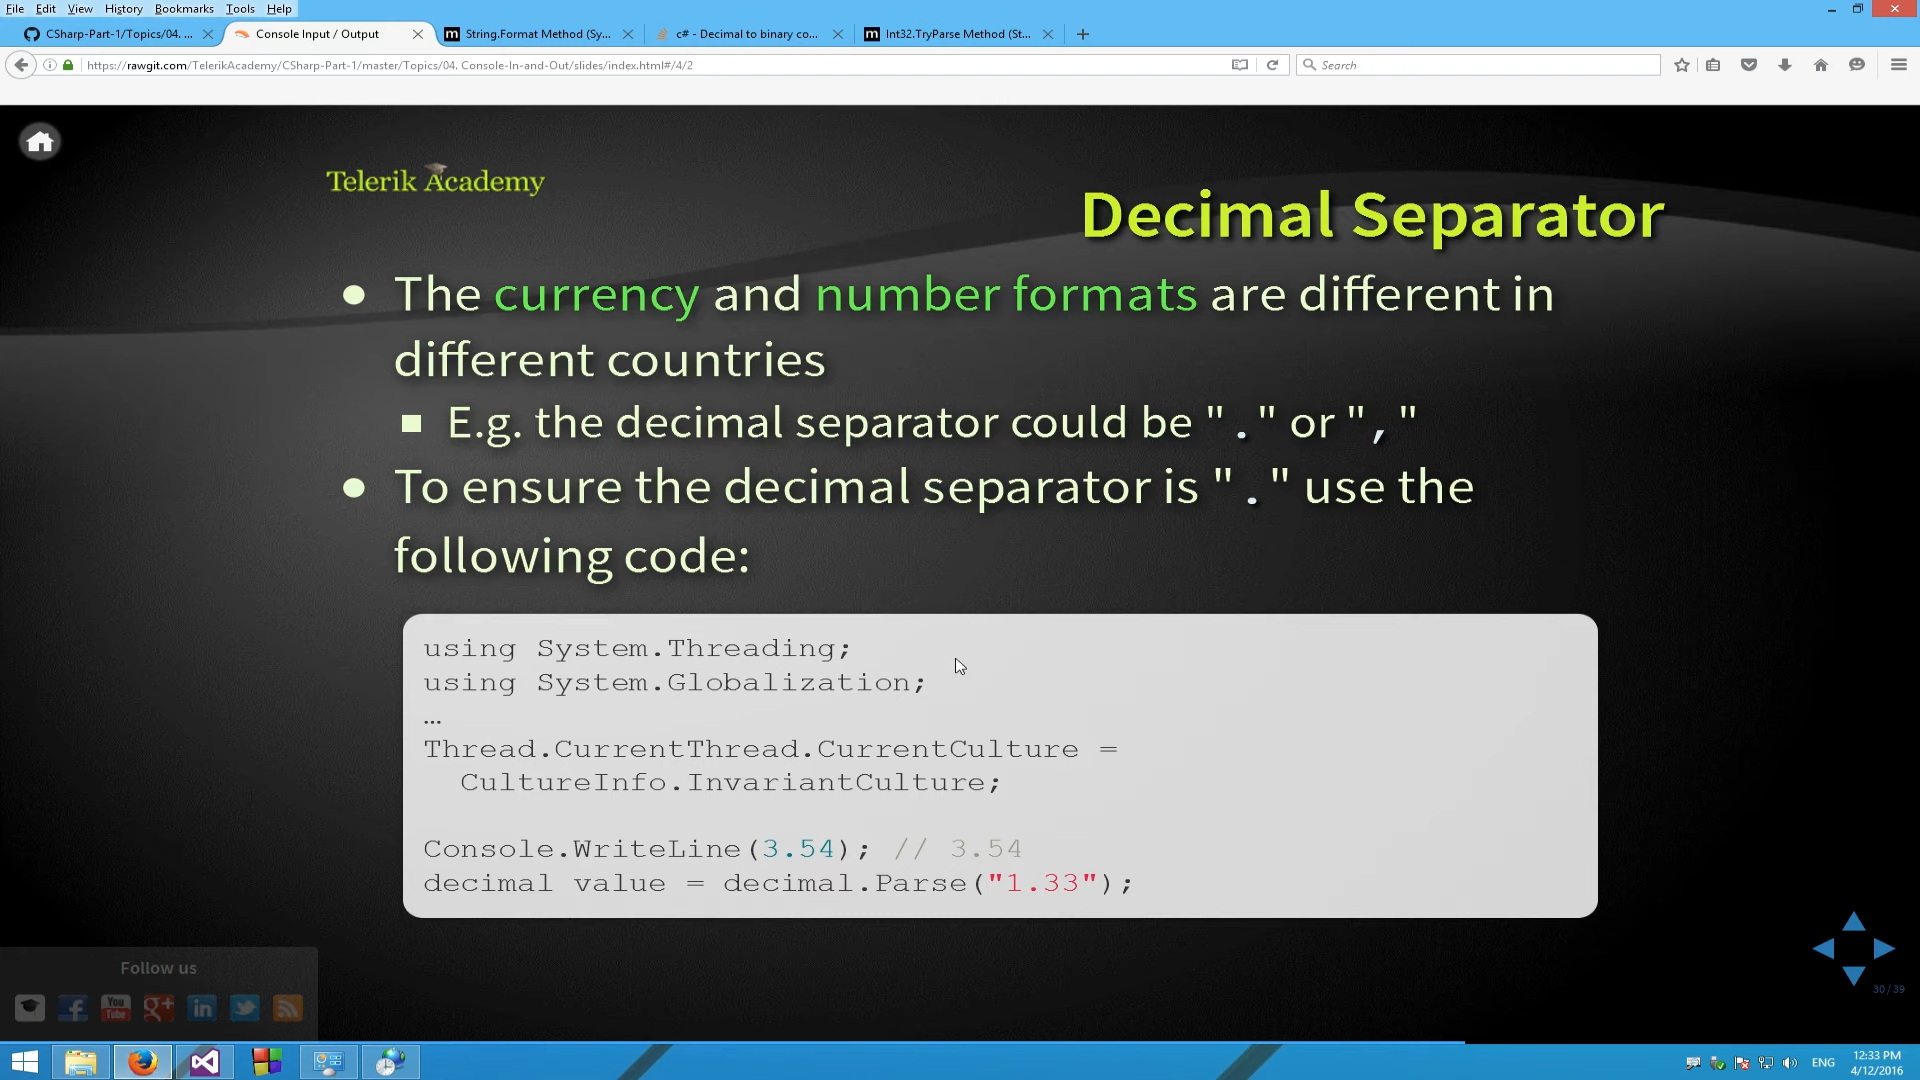 File Edit View History Bookmarks Tools Help
CSharp-Part-1/Topics/04. ... Console Input / Output String.Format Method (Sy... c# - Decimal to binary co... Int32.TryParse Method (St...
https://rawgit.com/TelerikAcademy/CSharp-Part-1/master/Topics/04. Console-In-and-Out/slides/index.html#/4/2 Search
Telerik Academy
Decimal Separator
The currency and number formats are different in
different countries
E.g. the decimal separator could be "." or ","
To ensure the decimal separator is "." use the
following code:
using System.Threading;
using System.Globalization;
…
Thread.CurrentThread.CurrentCulture =
CultureInfo.InvariantCulture;
Console.WriteLine(3.54); // 3.54
decimal value = decimal.Parse("1.33");
Follow us
You Tube
30 / 39
ENG
12:33 PM
4/12/2016